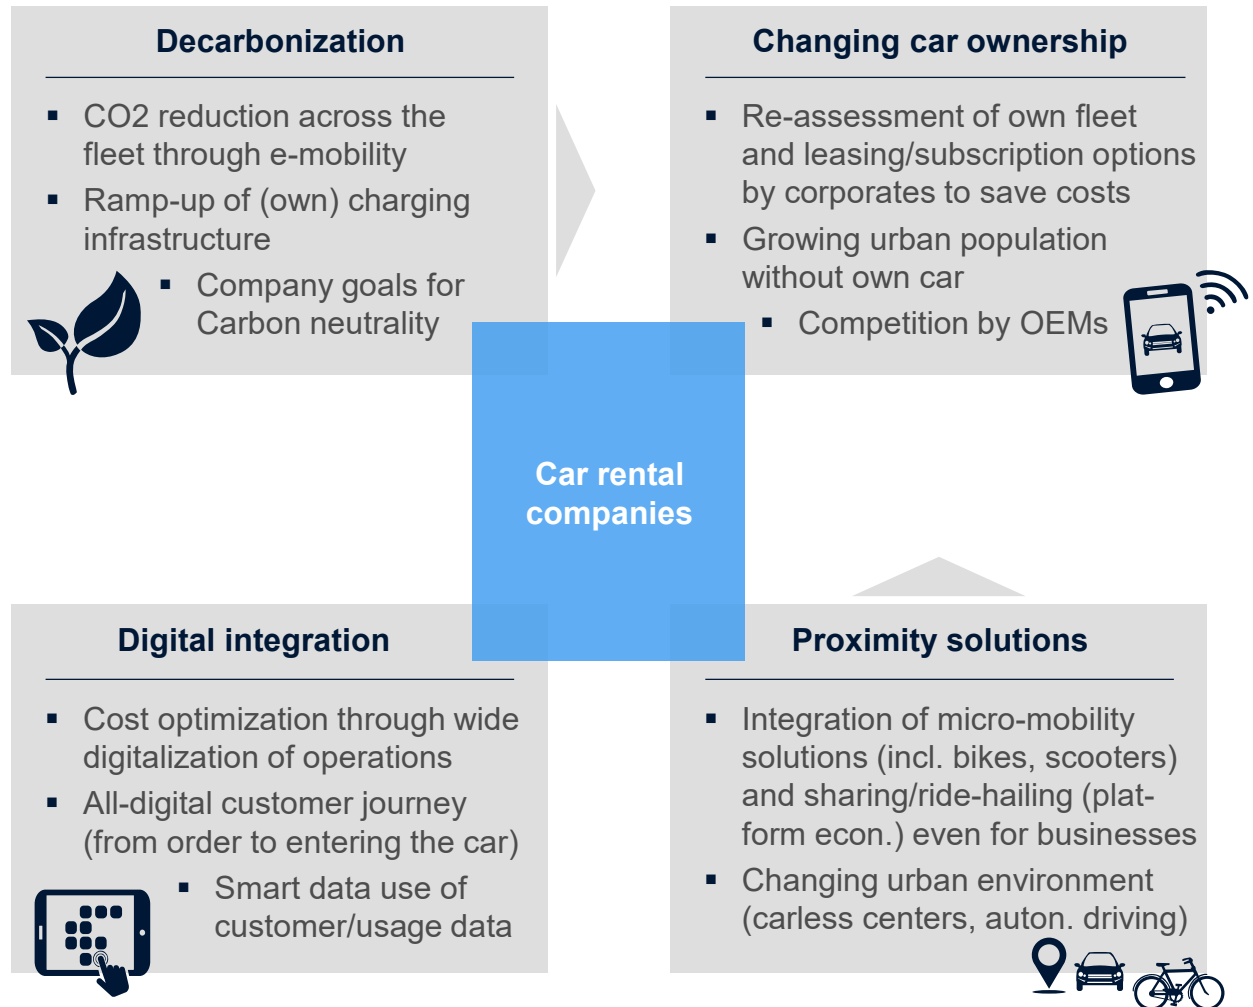 Decarbonization
▪ CO2 reduction across the
fleet through e-mobility
▪ Ramp-up of (own) charging
infrastructure
▪ Company goals for
Carbon neutrality
Changing car ownership
▪ Re-assessment of own fleet
and leasing/subscription options
by corporates to save costs
▪ Growing urban population
without own car
▪ Competition by OEMs
Car rental
companies
Digital integration
▪ Cost optimization through wide
digitalization of operations
▪ All-digital customer journey
(from order to entering the car)
▪ Smart data use of
customer/usage data
Proximity solutions
▪ Integration of micro-mobility
solutions (incl. bikes, scooters)
and sharing/ride-hailing (plat-
form econ.) even for businesses
▪ Changing urban environment
(carless centers, auton. driving)